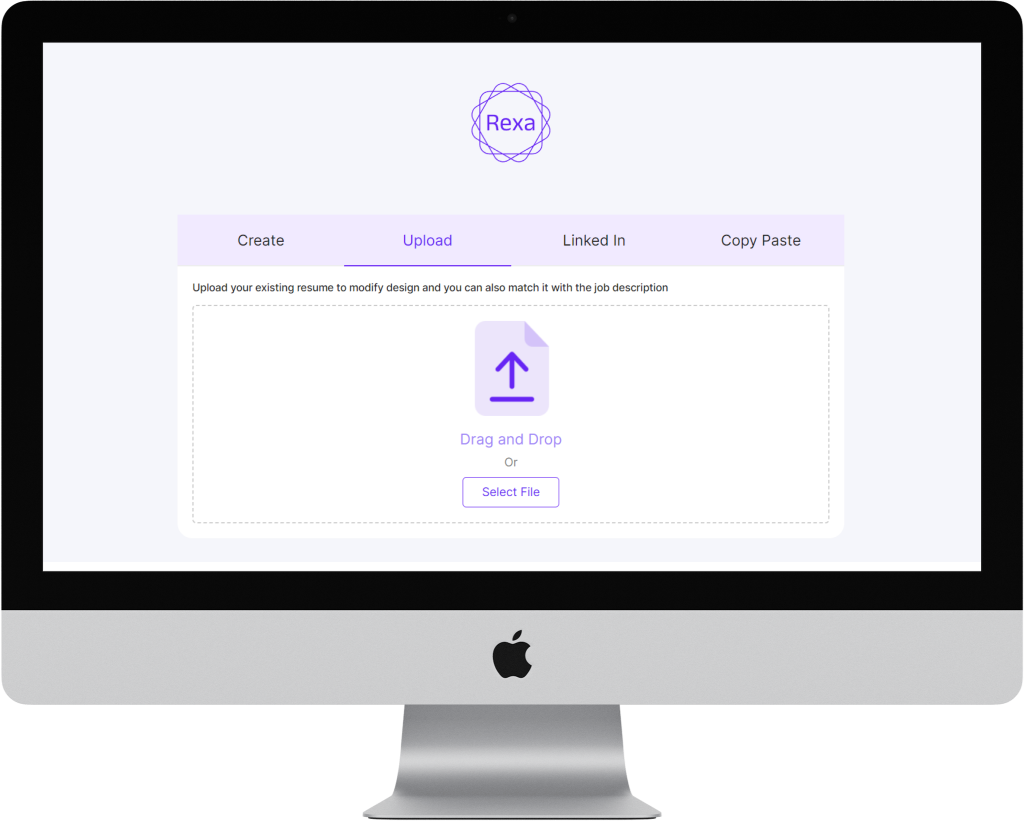 Rexa
Create
Upload
Linked In
Copy Paste
Upload your existing resume to modify design and you can also match it with the job description
Drag and Drop
Or
Select File